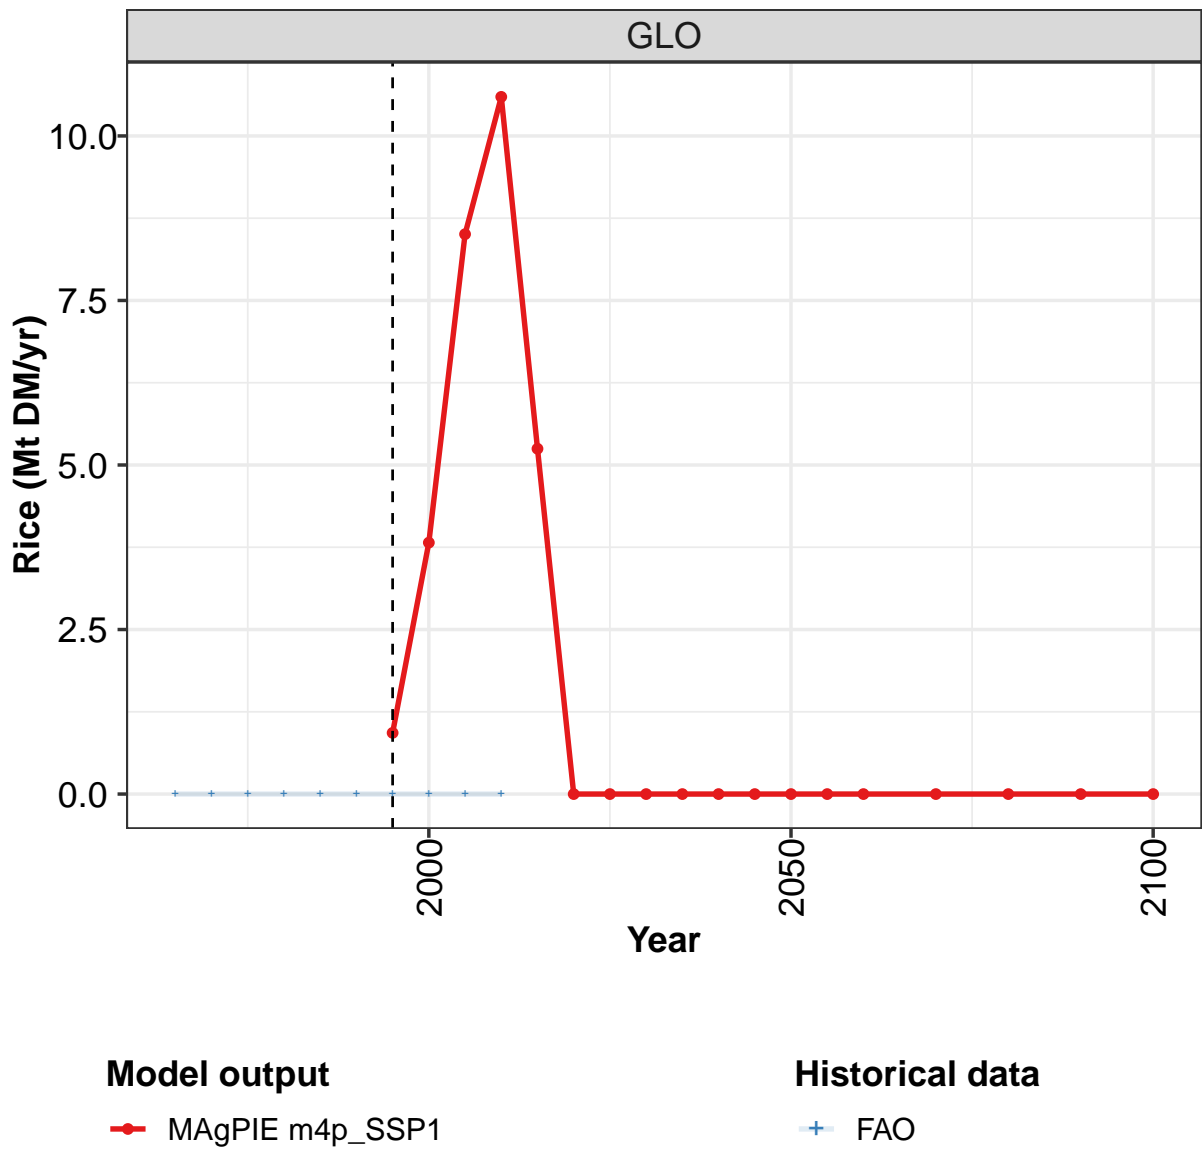 GLO
Rice (Mt DM/yr)
10.0
7.5
5.0
2.5
0.0
2000
2050
2100
Year
Model output
MAgPIE m4p_SSP1
Historical data
FAO